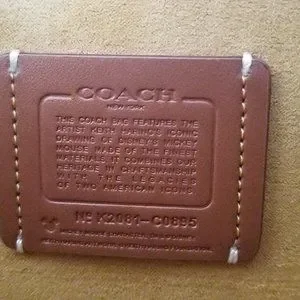 COACH
NEW YORK
THIS COACH BAG FEATURES THE
ARTIST KEITH HARING'S ICONIC
DRAWING OF DISNEY'S MICKEY
MOUSE MADE OF THE FINEST
MATERIALS IT COMBINES OUR
HERITAGE IN CRAFTSMANSHIP
WITH THE LEGACIES
OF TWO AMERICAN ICONS
Nº K2081-C0895